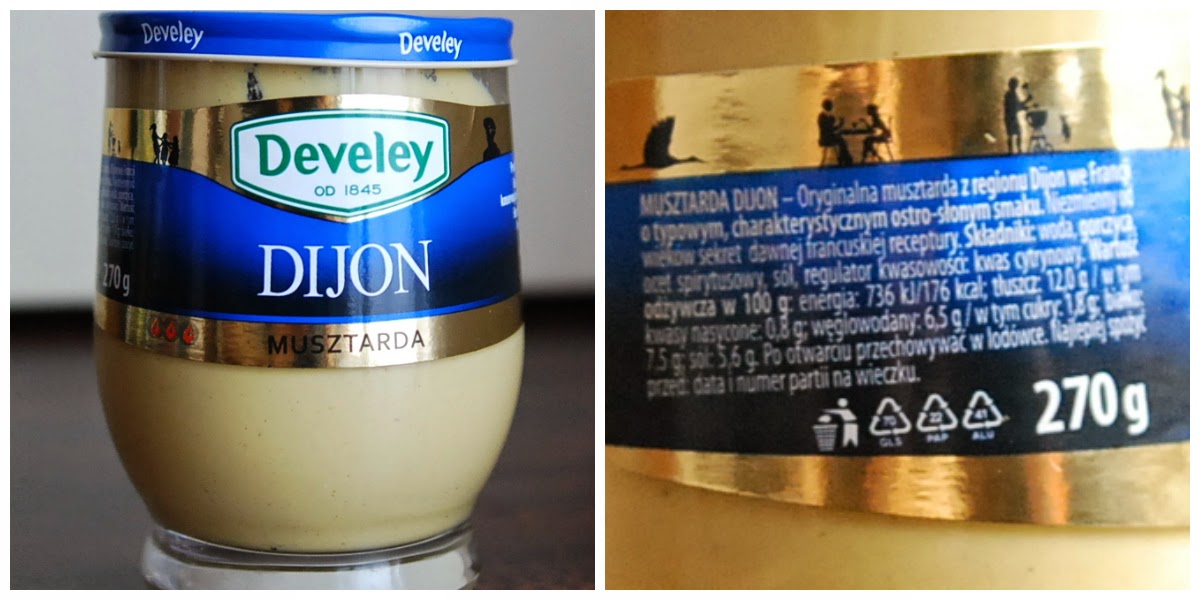 Develey
Develey
Develey
OD 1845
DIJON
270g
MUSZTARDA
MUSZTARDA DIJON – Oryginalna musztarda z regionu Dijon we Francji
o typowym, charakterystycznym ostro-słonym smaku. Niezmienny od
wieków sekret dawnej francuskiej receptury. Składniki: woda, gorczyca,
ocet spirytusowy, sól, regulator kwasowości: kwas cytrynowy. Wartość
odżywcza w 100 g: energia: 736 kJ/176 kcal; tłuszcz: 12,0 g / w tym
kwasy nasycone: 0,8 g; węglowodany: 6,5 g / w tym cukry: 1,8 g; białko:
7,5 g; sól: 5,6 g. Po otwarciu przechowywać w lodówce. Najlepiej spożyć
przed: data i numer partii na wieczku.
70
GLS
22
PAP
41
ALU
270g